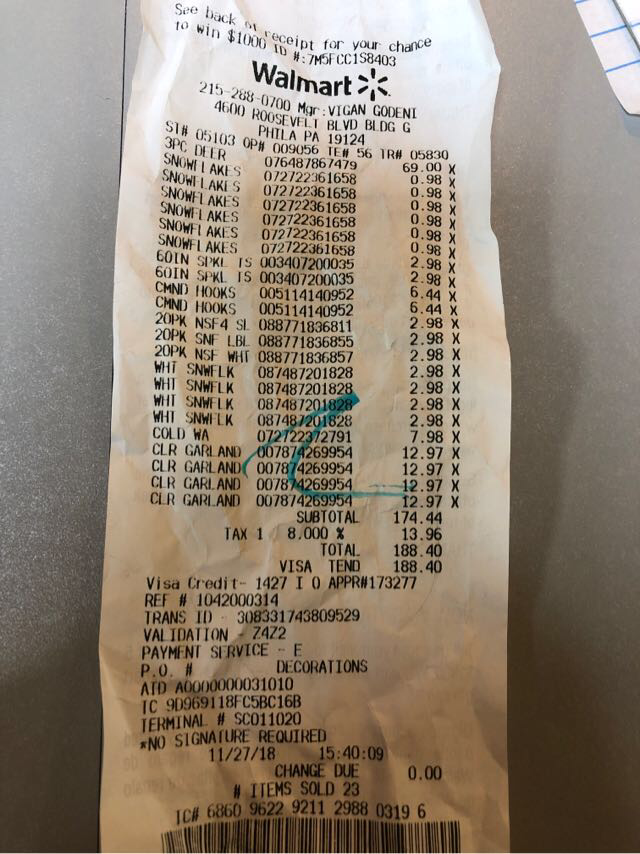 See back of receipt for your chance
to win $1000 ID #:7M5FCC1S8403
Walmart
215-288-0700 Mgr:VIGAN GODENI
4600 ROOSEVELT BLVD BLDG G
PHILA PA 19124
ST# 05103 OP# 009056 TE# 56 TR# 05830
3PC DEER 076487867479 69.00 X
SNOWFLAKES 072722361658 0.98 X
SNOWFLAKES 072722361658 0.98 X
SNOWFLAKES 072722361658 0.98 X
SNOWFLAKES 072722361658 0.98 X
SNOWFLAKES 072722361658 0.98 X
SNOWFLAKES 072722361658 0.98 X
60IN SPKL TS 003407200035 2.98 X
60IN SPKL TS 003407200035 2.98 X
CMND HOOKS 005114140952 6.44 X
CMND HOOKS 005114140952 6.44 X
20PK NSF4 SL 088771836811 2.98 X
20PK SNF LBL 088771836855 2.98 X
20PK NSF WHT 088771836857 2.98 X
WHT SNWFLK 087487201828 2.98 X
WHT SNWFLK 087487201828 2.98 X
WHT SNWFLK 087487201828 2.98 X
WHT SNWFLK 087487201828 2.98 X
COLD WA 072722372791 7.98 X
CLR GARLAND 007874269954 12.97 X
CLR GARLAND 007874269954 12.97 X
CLR GARLAND 007874269954 12.97 X
CLR GARLAND 007874269954 12.97 X
SUBTOTAL 174.44
TAX 1 8.000 % 13.96
TOTAL 188.40
VISA TEND 188.40
Visa Credit- 1427 I 0 APPR#173277
REF # 1042000314
TRANS ID - 308331743809529
VALIDATION - Z4Z2
PAYMENT SERVICE - E
P.O. # DECORATIONS
AID A0000000031010
TC 9D969118FC5BC16B
TERMINAL # SC011020
*NO SIGNATURE REQUIRED
11/27/18 15:40:09
CHANGE DUE 0.00
# ITEMS SOLD 23
TC# 6860 9622 9211 2988 0319 6